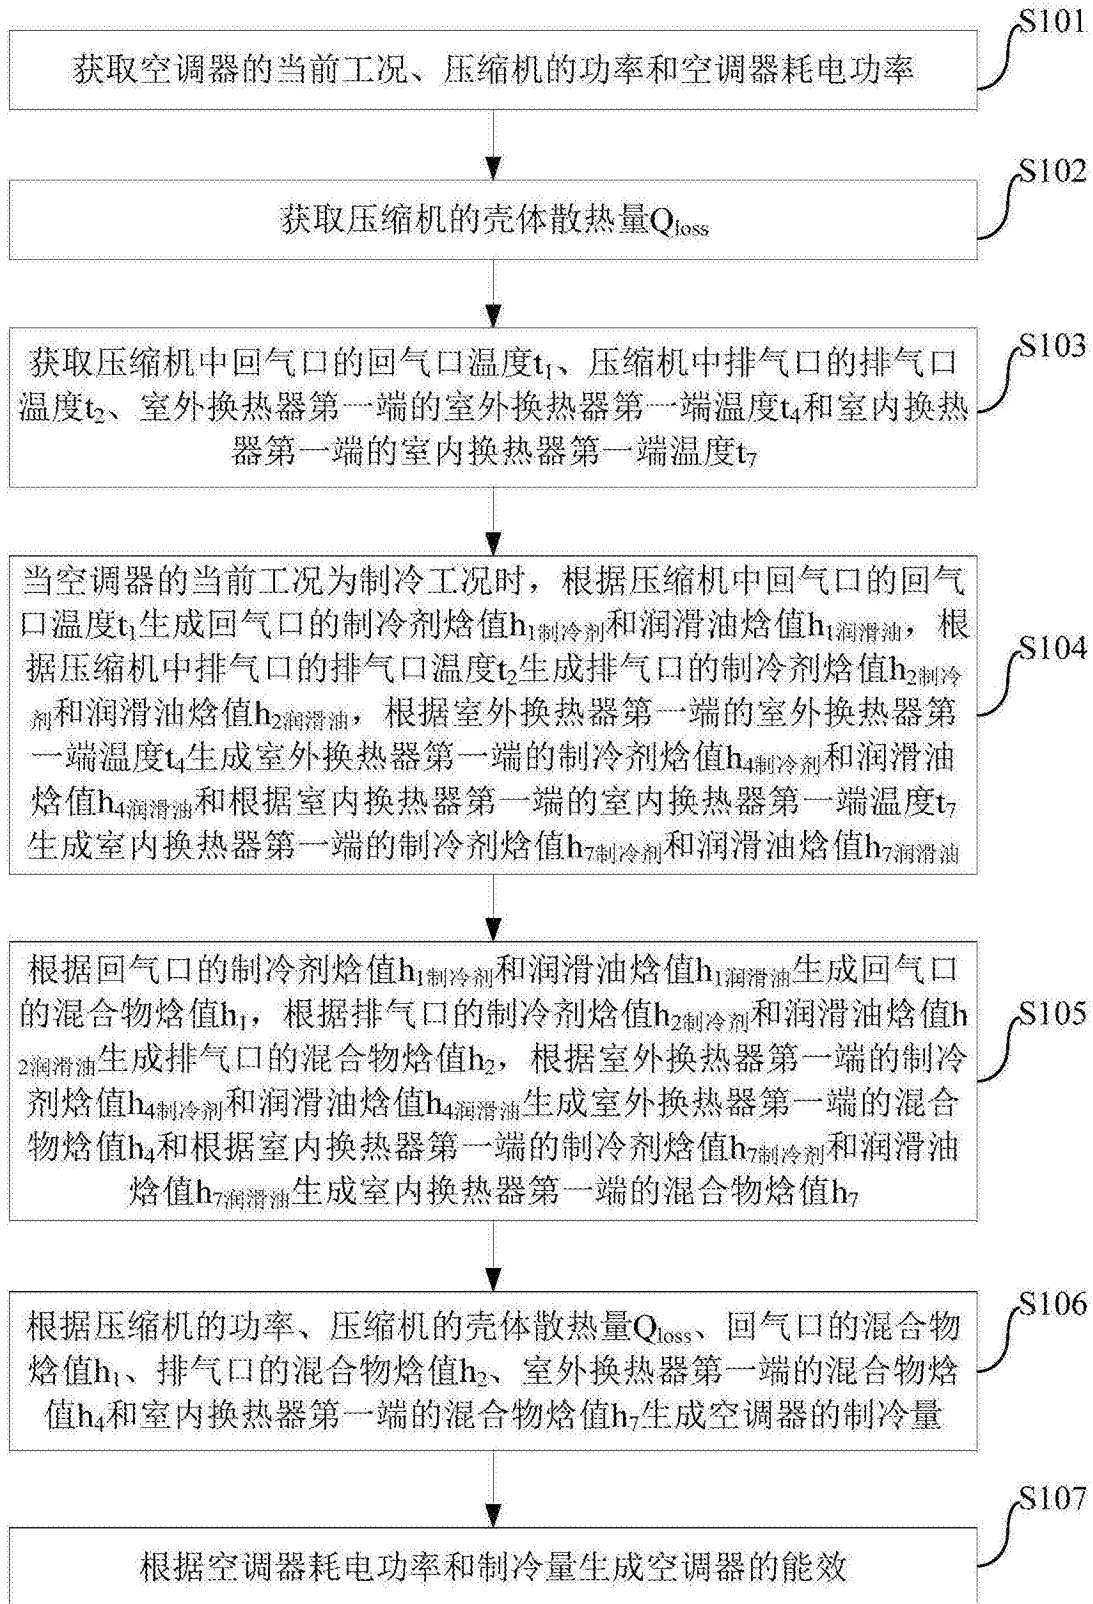 S101
获取空调器的当前工况、压缩机的功率和空调器耗电功率
S102
获取压缩机的壳体散热量Qloss
S103
获取压缩机中回气口的回气口温度t1、压缩机中排气口的排气口
温度t2、室外换热器第一端的室外换热器第一端温度t4和室内换热
器第一端的室内换热器第一端温度t7
S104
当空调器的当前工况为制冷工况时，根据压缩机中回气口的回气
口温度t1生成回气口的制冷剂焓值h1制冷剂和润滑油焓值h1润滑油，根
据压缩机中排气口的排气口温度t2生成排气口的制冷剂焓值h2制冷
剂和润滑油焓值h2润滑油，根据室外换热器第一端的室外换热器第
一端温度t4生成室外换热器第一端的制冷剂焓值h4制冷剂和润滑油
焓值h4润滑油和根据室内换热器第一端的室内换热器第一端温度t7
生成室内换热器第一端的制冷剂焓值h7制冷剂和润滑油焓值h7润滑油
S105
根据回气口的制冷剂焓值h1制冷剂和润滑油焓值h1润滑油生成回气口
的混合物焓值h1，根据排气口的制冷剂焓值h2制冷剂和润滑油焓值h
2润滑油生成排气口的混合物焓值h2，根据室外换热器第一端的制冷
剂焓值h4制冷剂和润滑油焓值h4润滑油生成室外换热器第一端的混合
物焓值h4和根据室内换热器第一端的制冷剂焓值h7制冷剂和润滑油
焓值h7润滑油生成室内换热器第一端的混合物焓值h7
S106
根据压缩机的功率、压缩机的壳体散热量Qloss、回气口的混合物
焓值h1、排气口的混合物焓值h2、室外换热器第一端的混合物焓
值h4和室内换热器第一端的混合物焓值h7生成空调器的制冷量
S107
根据空调器耗电功率和制冷量生成空调器的能效